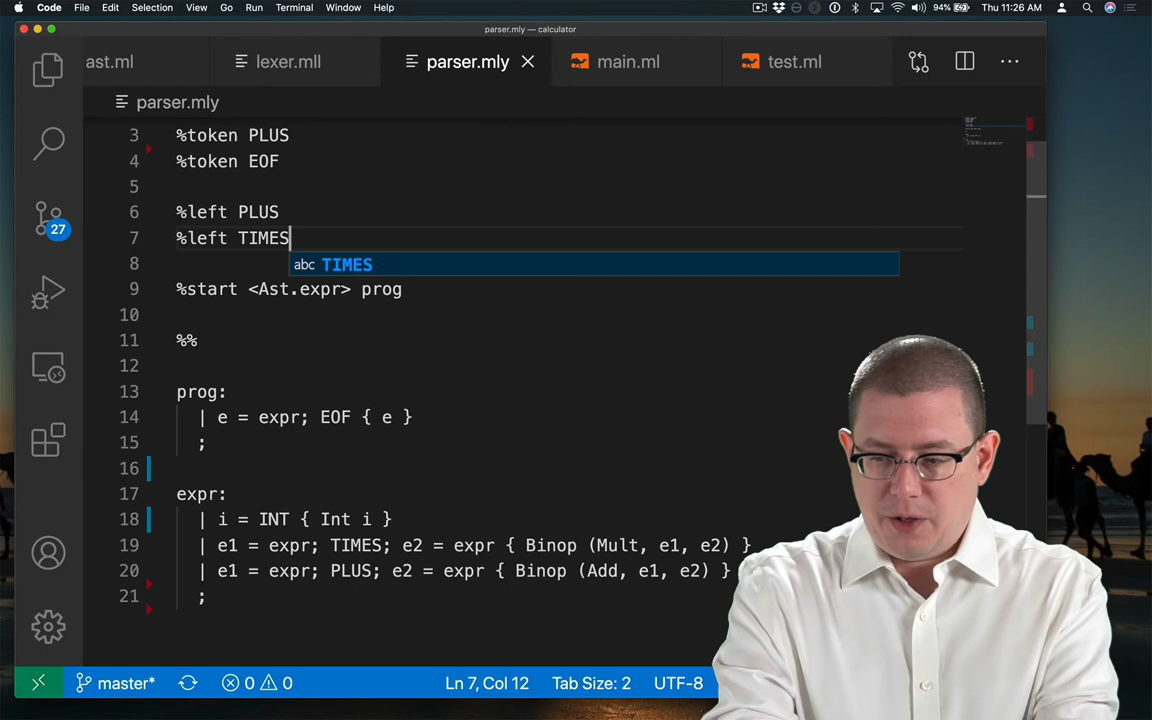 Code File Edit Selection View Go Run Terminal Window Help 94% Thu 11:26 AM
parser.mly — calculator
ast.ml lexer.mll parser.mly main.ml test.ml
parser.mly
3 %token PLUS
4 %token EOF
5
6 %left PLUS
7 %left TIMES
8 abc TIMES
9 %start <Ast.expr> prog
10
11 %%
12
13 prog:
14 | e = expr; EOF { e }
15 ;
16
17 expr:
18 | i = INT { Int i }
19 | e1 = expr; TIMES; e2 = expr { Binop (Mult, e1, e2) }
20 | e1 = expr; PLUS; e2 = expr { Binop (Add, e1, e2) }
21 ;
27
master* 0 0 Ln 7, Col 12 Tab Size: 2 UTF-8